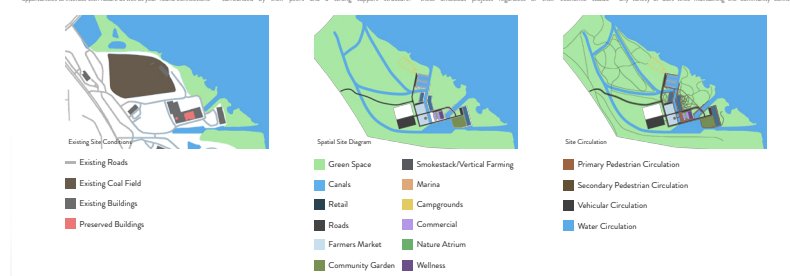 Existing Site Conditions
Existing Roads
Existing Coal Field
Existing Buildings
Preserved Buildings
Spatial Site Diagram
Green Space
Canals
Retail
Roads
Farmers Market
Community Garden
Smokestack/Vertical Farming
Marina
Campgrounds
Commercial
Nature Atrium
Wellness
Site Circulation
Primary Pedestrian Circulation
Secondary Pedestrian Circulation
Vehicular Circulation
Water Circulation